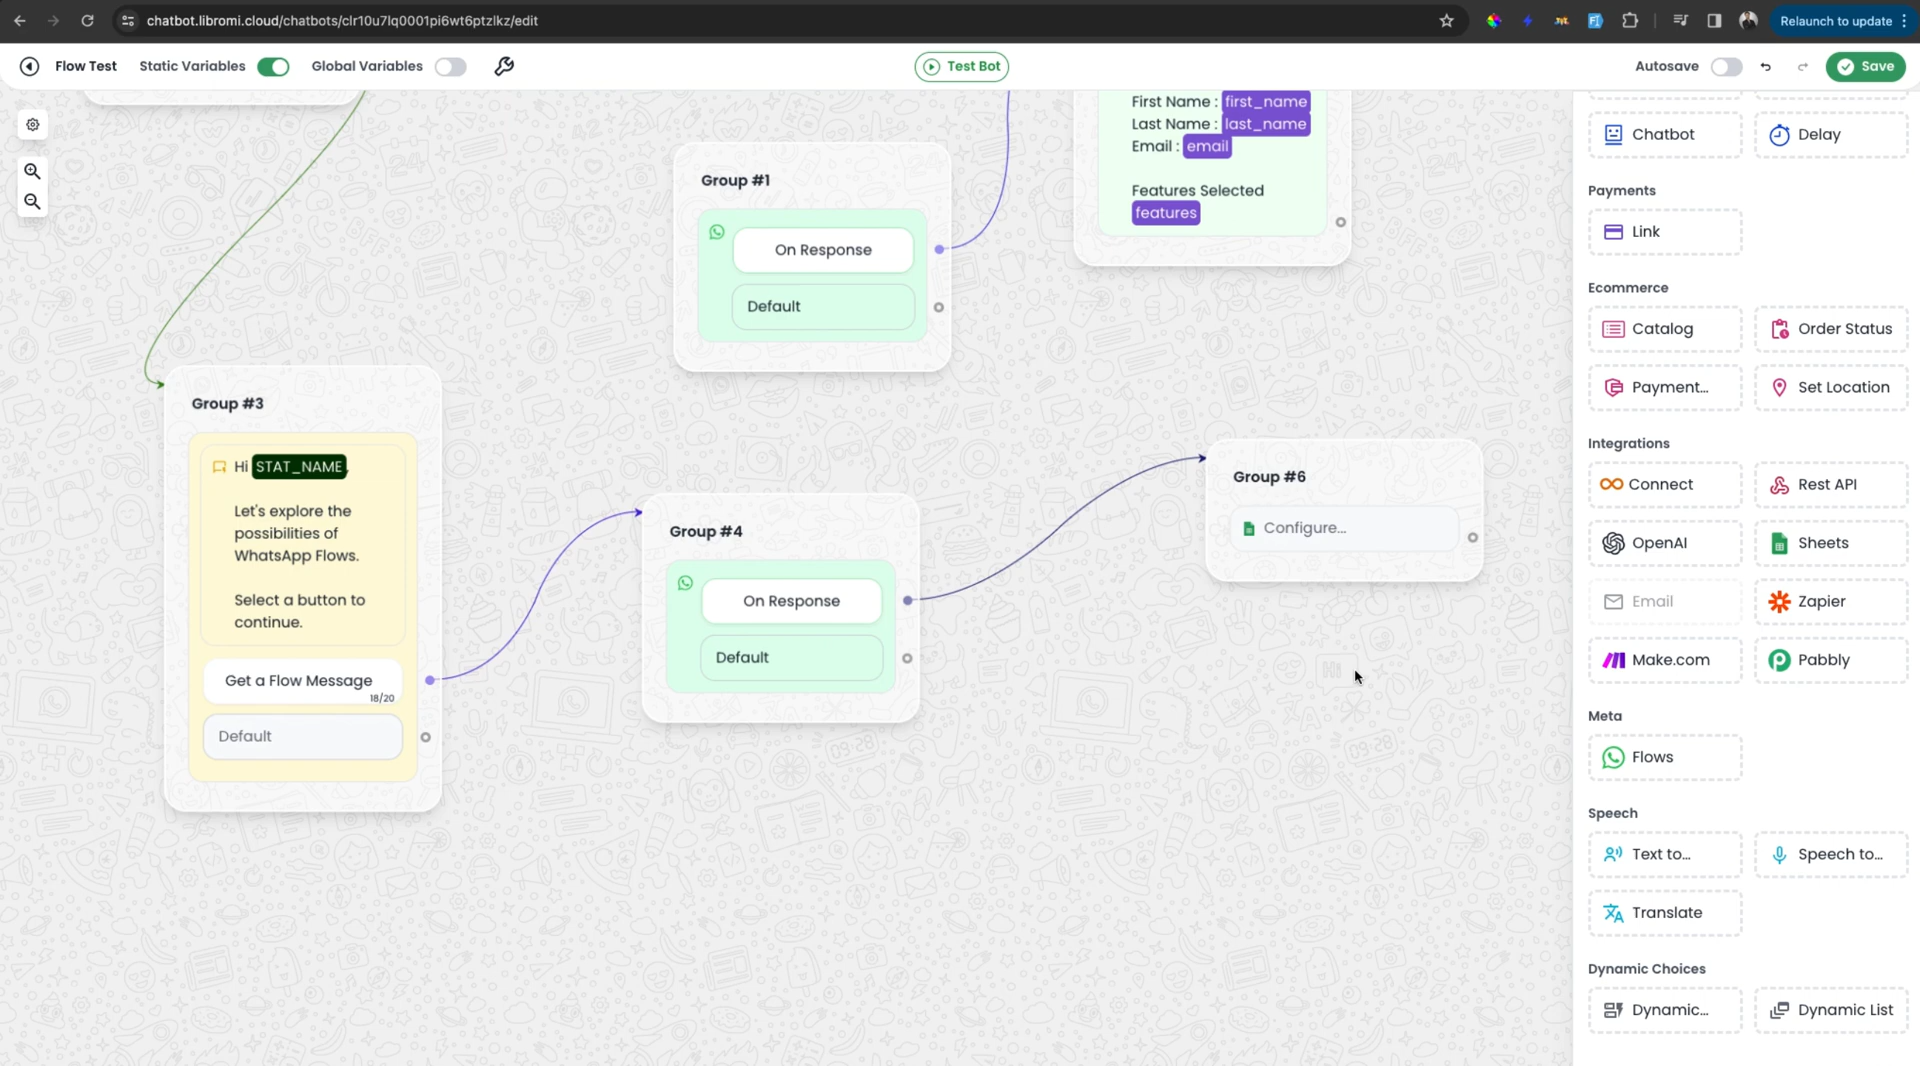 chatbot.libromi.cloud/chatbots/clr10u7lq0001pi6wt6ptzlkz/edit
Relaunch to update
Flow Test
Static Variables
Global Variables
Test Bot
Autosave
Save
First Name : first_name
Last Name : last_name
Email : email
Features Selected
features
Group #1
On Response
Default
Group #3
Hi STAT_NAME,
Let's explore the
possibilities of
WhatsApp Flows.
Select a button to
continue.
Get a Flow Message
18/20
Default
Group #4
On Response
Default
Group #6
Configure...
Chatbot
Delay
Payments
Link
Ecommerce
Catalog
Order Status
Payment...
Set Location
Integrations
Connect
Rest API
OpenAI
Sheets
Email
Zapier
Make.com
Pabbly
Meta
Flows
Speech
Text to...
Speech to...
Translate
Dynamic Choices
Dynamic...
Dynamic List